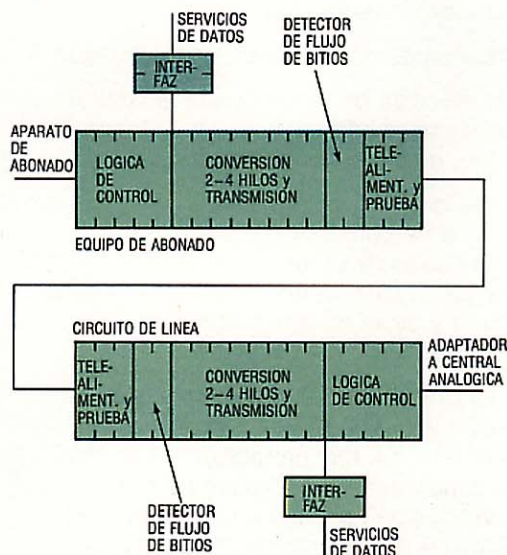 SERVICIOS
DE DATOS
DETECTOR
DE FLUJO
DE BITIOS
INTER-
FAZ
APARATO
DE
ABONADO
LOGICA
DE
CONTROL
CONVERSION
2-4 HILOS y
TRANSMISIÓN
TELE-
ALI-
MENT. y
PRUEBA
EQUIPO DE ABONADO
CIRCUITO DE LINEA
TELE-
ALI-
MENT. y
PRUEBA
CONVERSION
2-4 HILOS y
TRANSMISION
LOGICA
DE CONTROL
ADAPTADOR
A CENTRAL
ANALOGICA
DETECTOR
DE FLUJO
DE BITIOS
INTER-
FAZ
SERVICIOS
DE DATOS